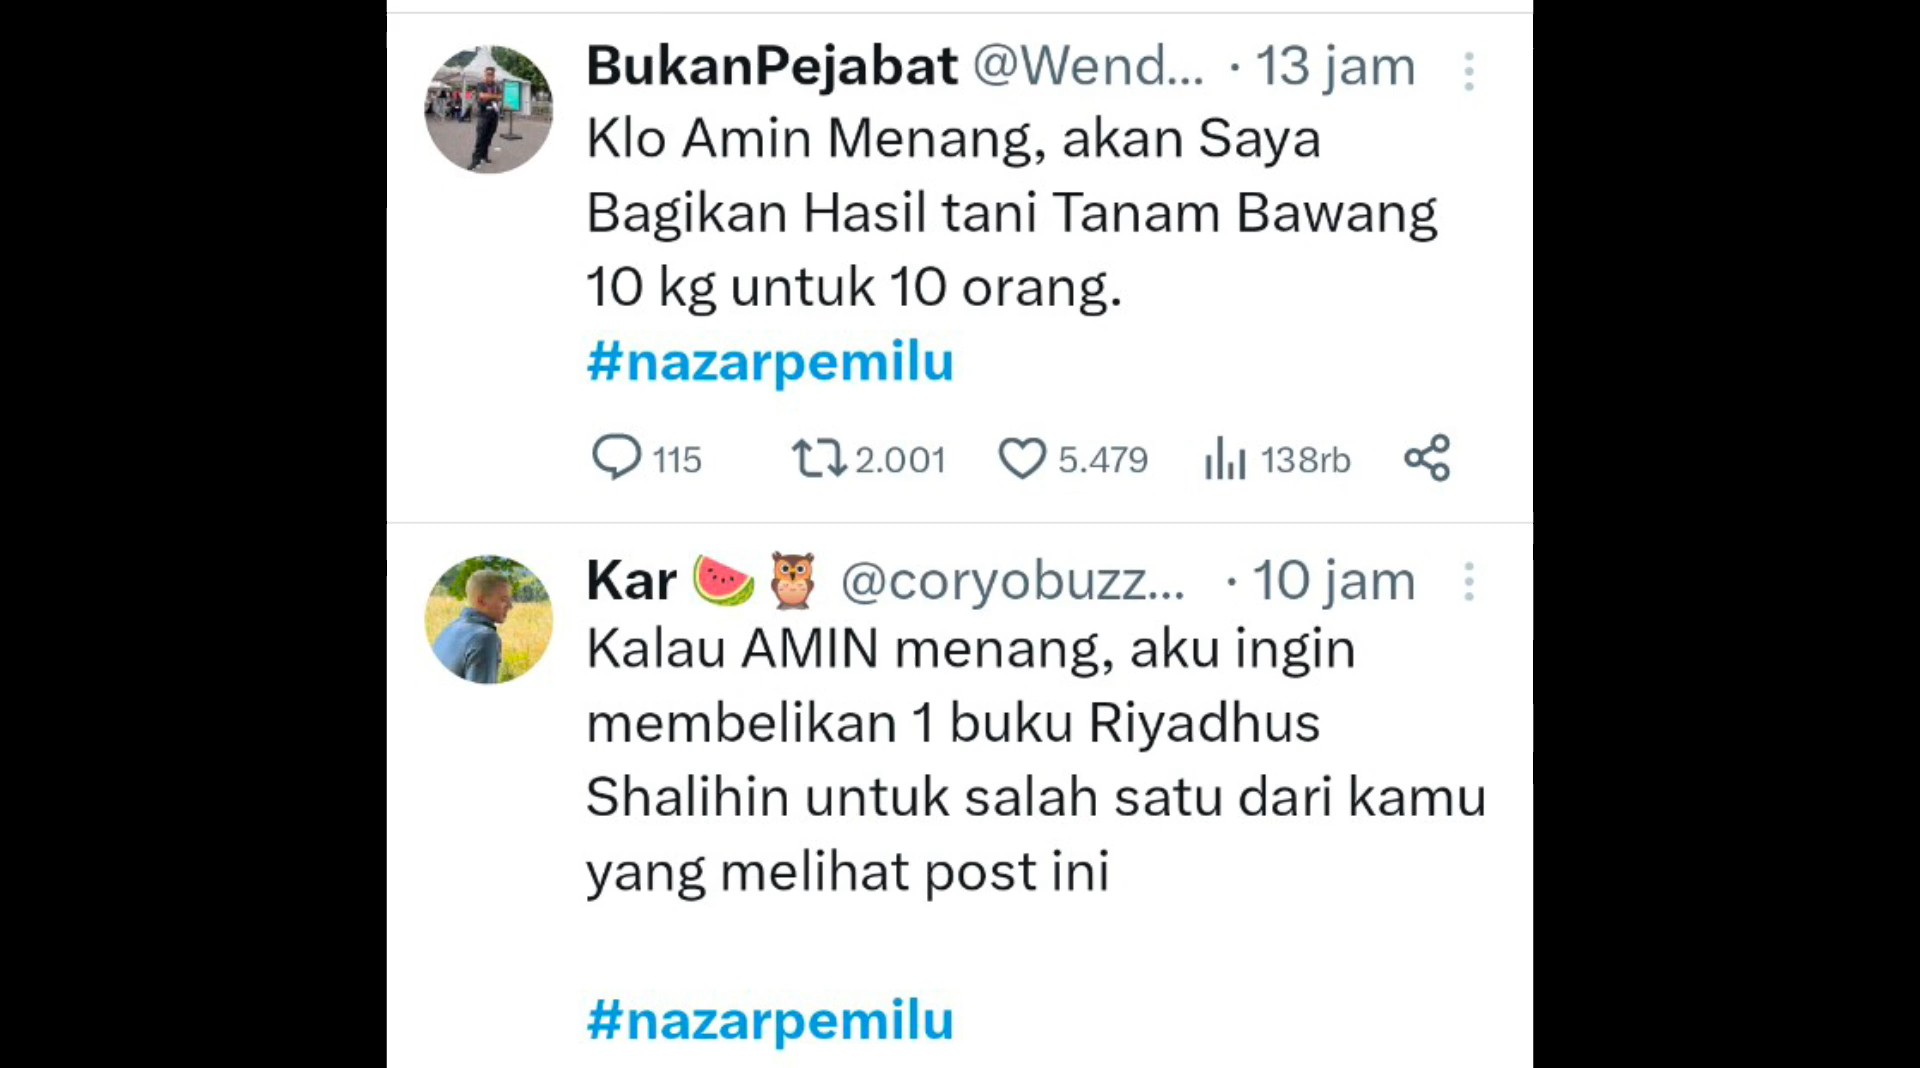 BukanPejabat @Wend... · 13 jam
Klo Amin Menang, akan Saya
Bagikan Hasil tani Tanam Bawang
10 kg untuk 10 orang.
#nazarpemilu
115 2.001 5.479 138rb
Kar 🍉🦉 @coryobuzz... · 10 jam
Kalau AMIN menang, aku ingin
membelikan 1 buku Riyadhus
Shalihin untuk salah satu dari kamu
yang melihat post ini
#nazarpemilu